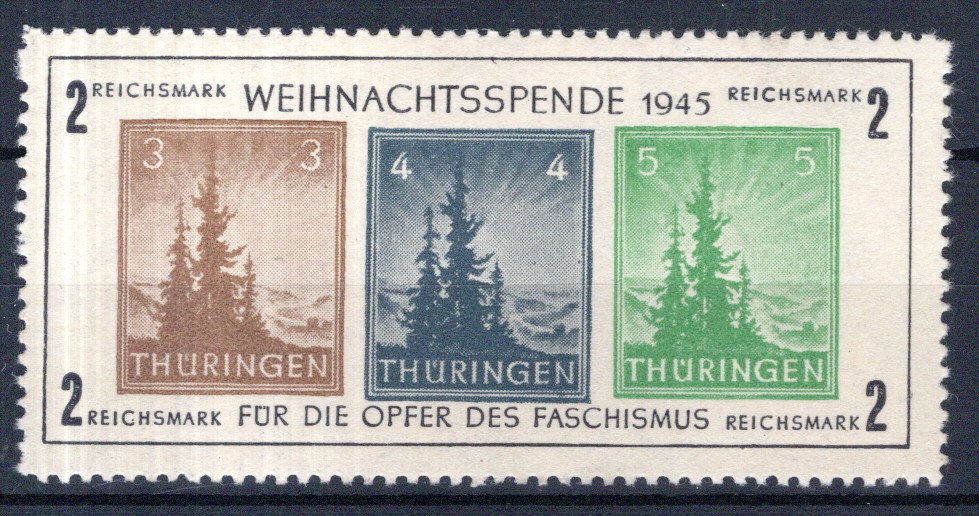 2 REICHSMARK WEIHNACHTSSPENDE 1945 REICHSMARK 2
3 3 4 4 5 5
THÜRINGEN THÜRINGEN THÜRINGEN
2 REICHSMARK FÜR DIE OPFER DES FASCHISMUS REICHSMARK 2